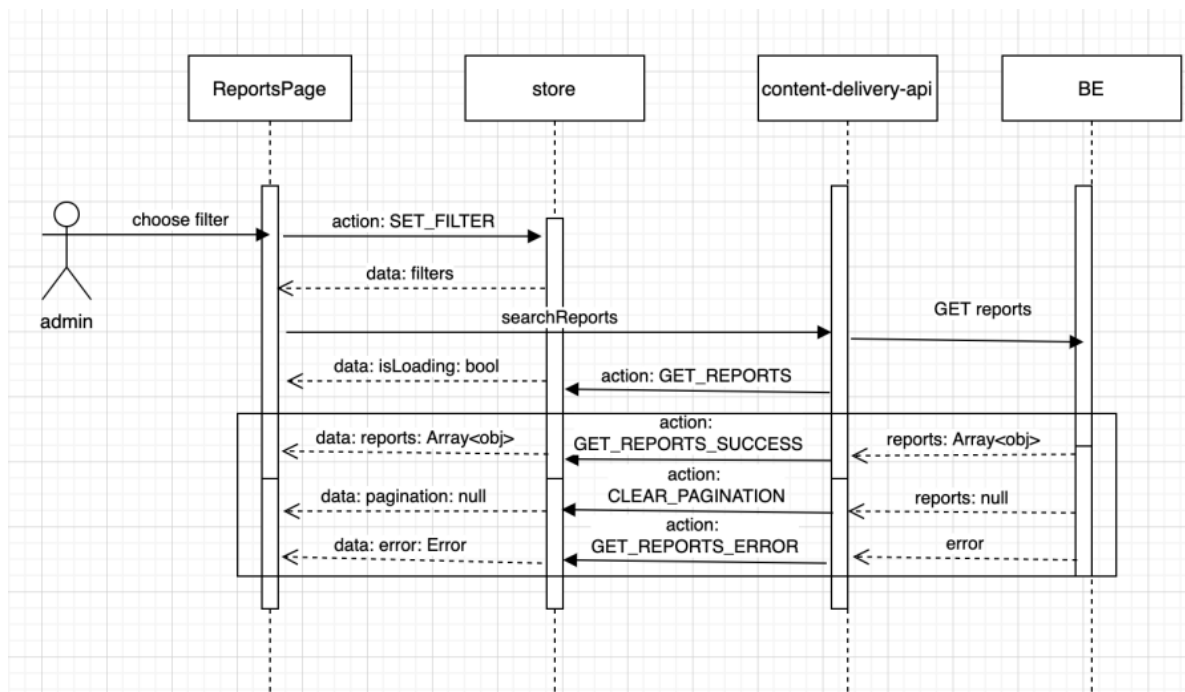 ReportsPage
store
content-delivery-api
BE
choose filter
action: SET_FILTER
data: filters
admin
searchReports
GET reports
data: isLoading: bool
action: GET_REPORTS
data: reports: Array<obj>
action:
GET_REPORTS_SUCCESS
reports: Array<obj>
data: pagination: null
action:
CLEAR_PAGINATION
reports: null
data: error: Error
action:
GET_REPORTS_ERROR
error